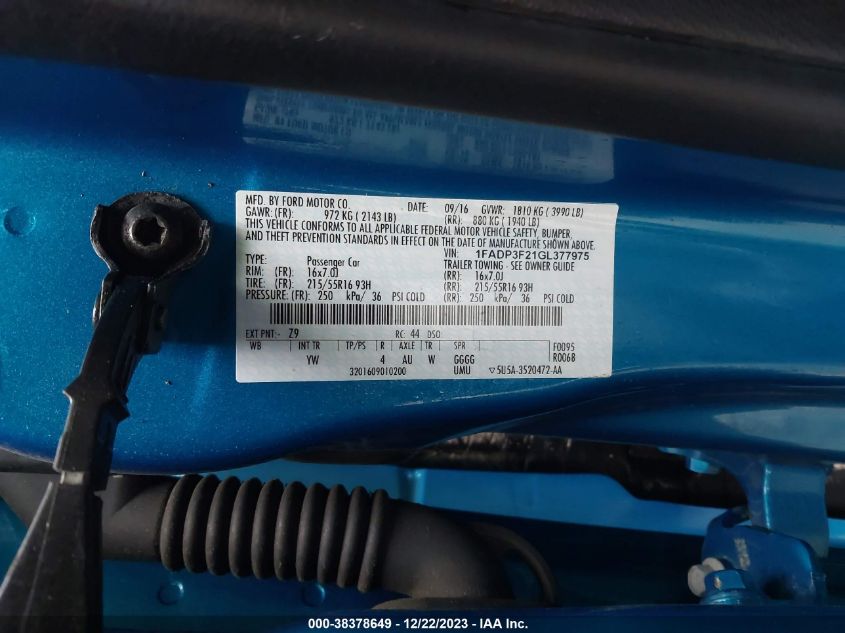 MFD. BY FORD MOTOR CO. DATE: 09/16 GVWR: 1810 KG ( 3990 LB)
GAWR: (FR): 972 KG ( 2143 LB) (RR): 880 KG ( 1940 LB)
THIS VEHICLE CONFORMS TO ALL APPLICABLE FEDERAL MOTOR VEHICLE SAFETY, BUMPER,
AND THEFT PREVENTION STANDARDS IN EFFECT ON THE DATE OF MANUFACTURE SHOWN ABOVE.
VIN: 1FADP3F21GL377975
TYPE: Passenger Car TRAILER TOWING - SEE OWNER GUIDE
RIM: (FR) 16x7.0J (RR): 16x7.0J
TIRE: (FR) 215/55R16 93H (RR): 215/55R16 93H
PRESSURE: (FR): 250 kPa/ 36 PSI COLD (RR): 250 kPa/ 36 PSI COLD
EXT PNT:- Z9 RC: 44 DSO: F0095
WB INT TR TP/PS R AXLE TR SPR R0068
YW 4 AU W GGGG
3201609010200 UMU ▽5U5A-3520472-AA
000-38378649 - 12/22/2023 - IAA Inc.